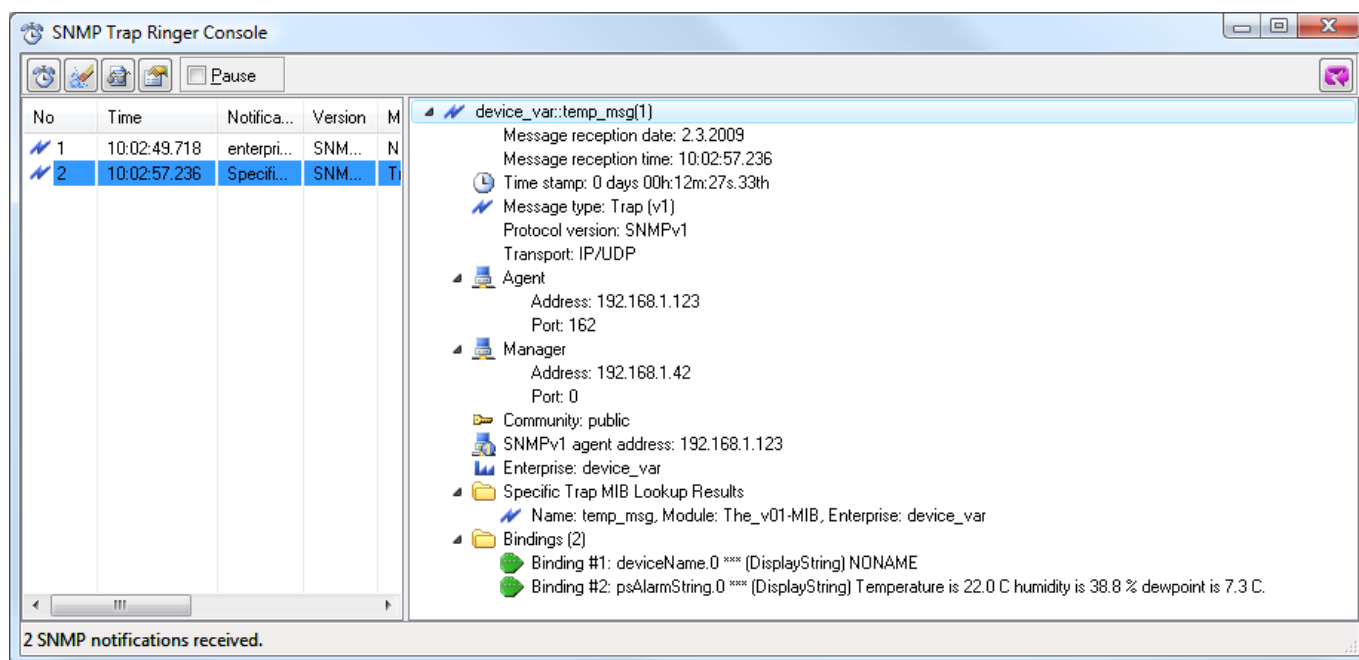 SNMP Trap Ringer Console
Pause
No Time Notifica... Version M
1 10:02:49.718 enterpri... SNM... N
2 10:02:57.236 Specifi... SNM... Tr
device_var::temp_msg(1)
Message reception date: 2.3.2009
Message reception time: 10:02:57.236
Time stamp: 0 days 00h:12m:27s.33th
Message type: Trap (v1)
Protocol version: SNMPv1
Transport: IP/UDP
Agent
Address: 192.168.1.123
Port: 162
Manager
Address: 192.168.1.42
Port: 0
Community: public
SNMPv1 agent address: 192.168.1.123
Enterprise: device_var
Specific Trap MIB Lookup Results
Name: temp_msg, Module: The_v01-MIB, Enterprise: device_var
Bindings (2)
Binding #1: deviceName.0 *** (DisplayString) NONAME
Binding #2: psAlarmString.0 *** (DisplayString) Temperature is 22.0 C humidity is 38.8 % dewpoint is 7.3 C.
2 SNMP notifications received.